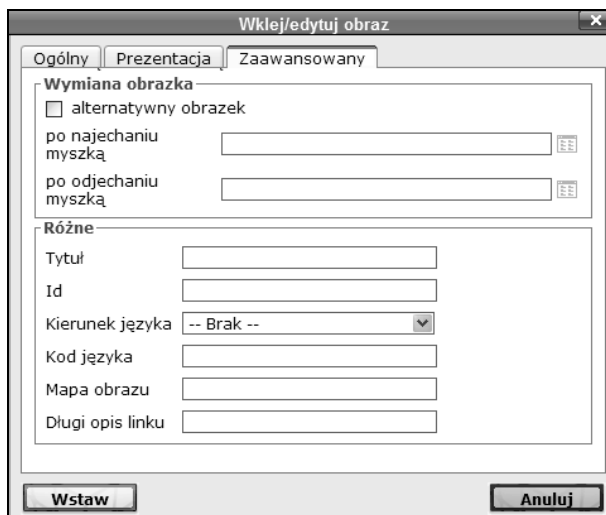 Wklej/edytuj obraz
Ogólny Prezentacja Zaawansowany
Wymiana obrazka
alternatywny obrazek
po najechaniu
myszką
po odjechaniu
myszką
Różne
Tytuł
Id
Kierunek języka -- Brak --
Kod języka
Mapa obrazu
Długi opis linku
Wstaw Anuluj